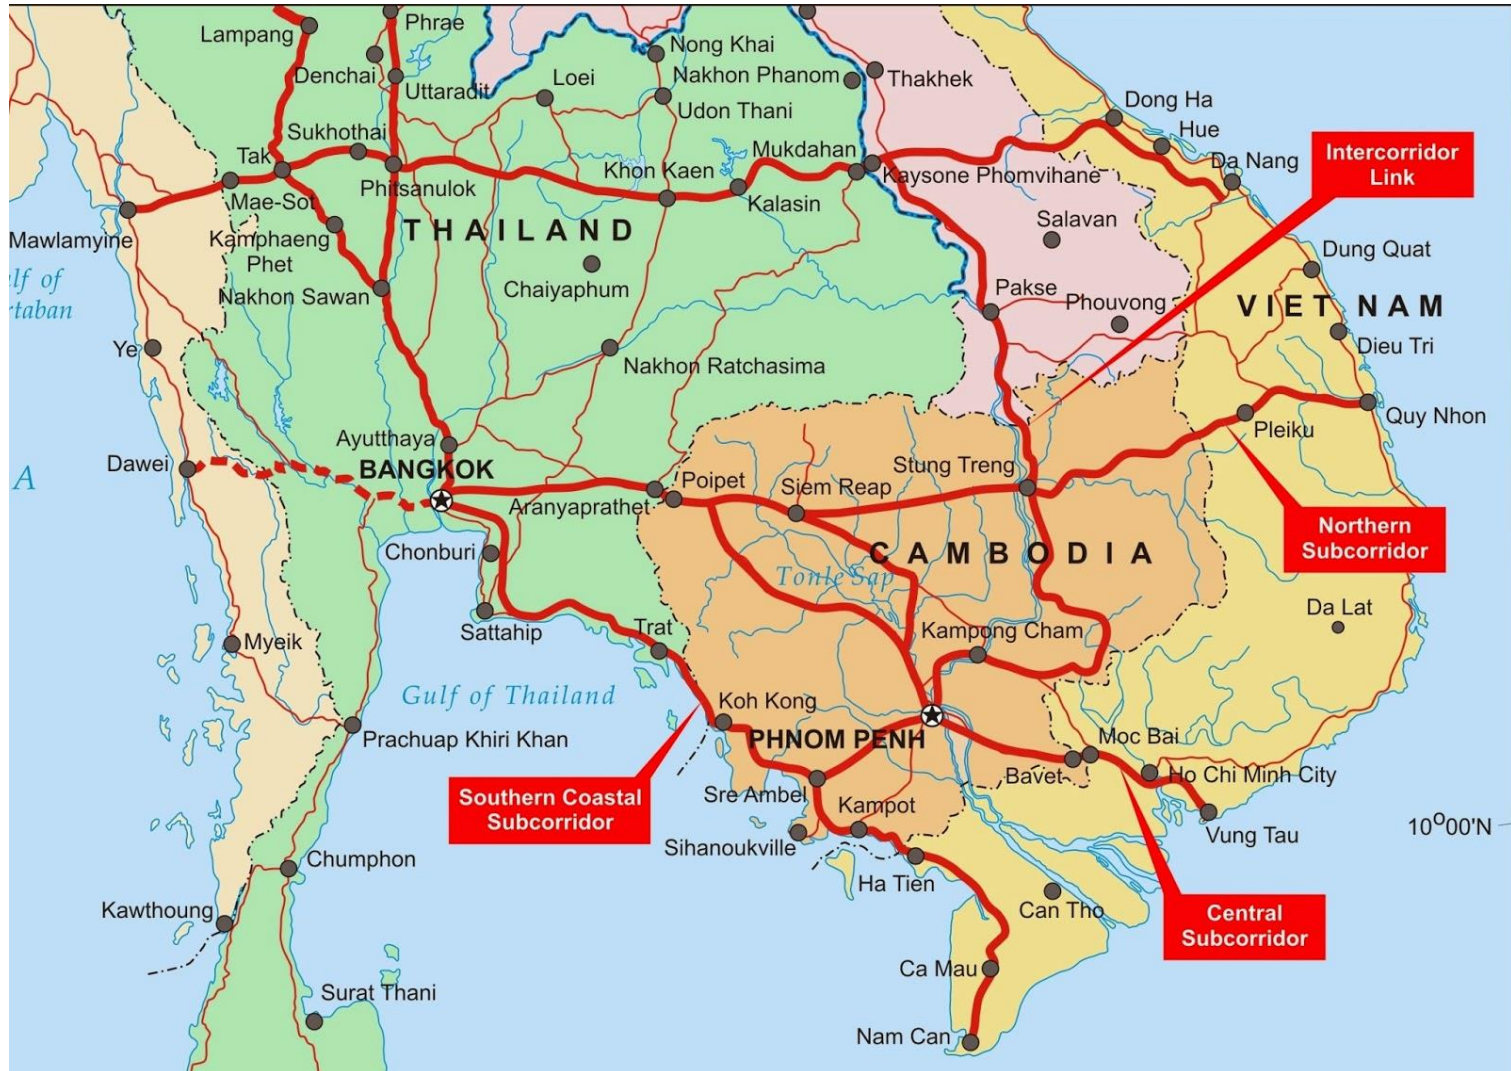 Lampang
Phrae
Denchai
Uttaradit
Loei
Nong Khai
Nakhon Phanom
Udon Thani
Thakhek
Dong Ha
Hue
Da Nang
Sukhothai
Tak
Phitsanulok
Khon Kaen
Mukdahan
Kaysone Phomvihane
Kalasin
Mae-Sot
Mawlamyine
Kamphaeng
Phet
THAILAND
Salavan
Intercorridor
Link
ulf of
rtaban
Nakhon Sawan
Chaiyaphum
Pakse
Phouvong
Dung Quat
VIET NAM
Dieu Tri
Ye
Nakhon Ratchasima
Quy Nhon
Pleiku
Ayutthaya
BANGKOK
Dawei
A
Aranyaprathet
Poipet
Siem Reap
Stung Treng
Northern
Subcorridor
Chonburi
CAMBODIA
Tonle Sap
Sattahip
Trat
Kampong Cham
Da Lat
Myeik
Gulf of Thailand
Koh Kong
PHNOM PENH
Prachuap Khiri Khan
Moc Bai
Bavet
Ho Chi Minh City
Southern Coastal
Subcorridor
Sre Ambel
Kampot
Sihanoukville
Vung Tau
10°00'N
Chumphon
Ha Tien
Can Tho
Central
Subcorridor
Kawthoung
Ca Mau
Surat Thani
Nam Can